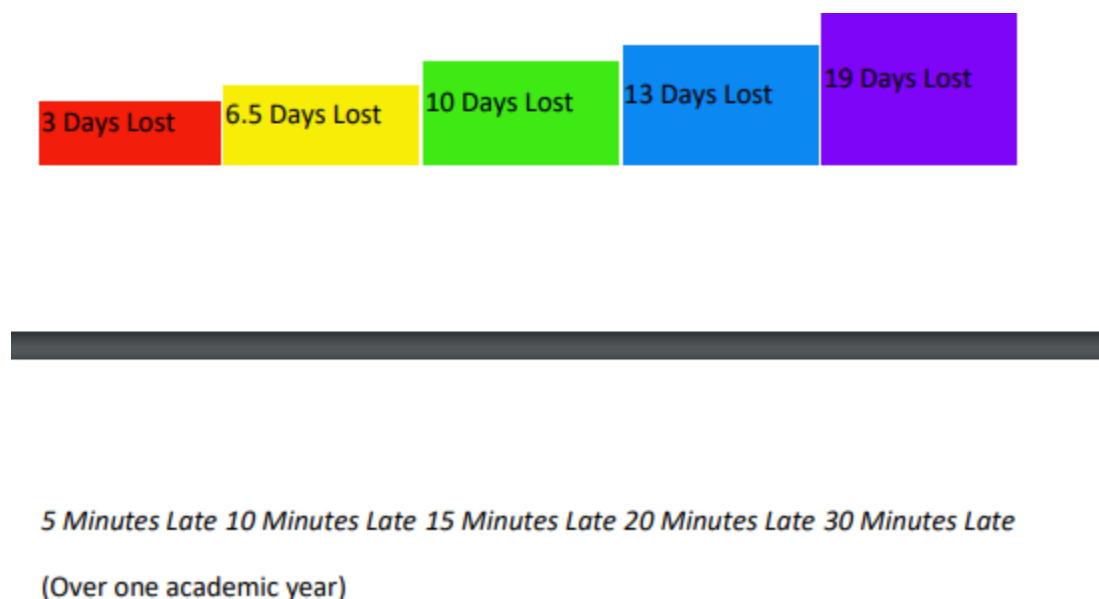 3 Days Lost 6.5 Days Lost 10 Days Lost 13 Days Lost 19 Days Lost
5 Minutes Late 10 Minutes Late 15 Minutes Late 20 Minutes Late 30 Minutes Late
(Over one academic year)